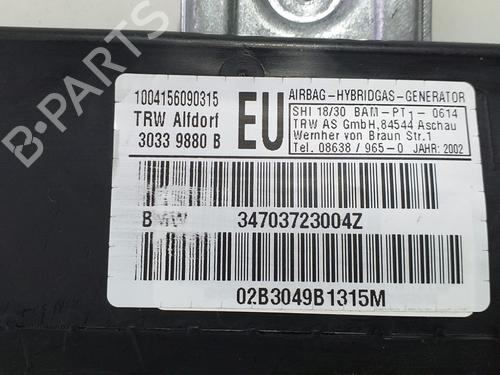 1004156090315
TRW Alfdorf
3033 9880 B
EU
AIRBAG-HYBRIDGAS-GENERATOR
SHI 18/30 BAM-PT1-0614
TRW AS GmbH,84544 Aschau
Wernher von Braun Str.1
Tel. 08638 / 965-0 JAHR: 2002
BMW 34703723004Z
02B3049B1315M